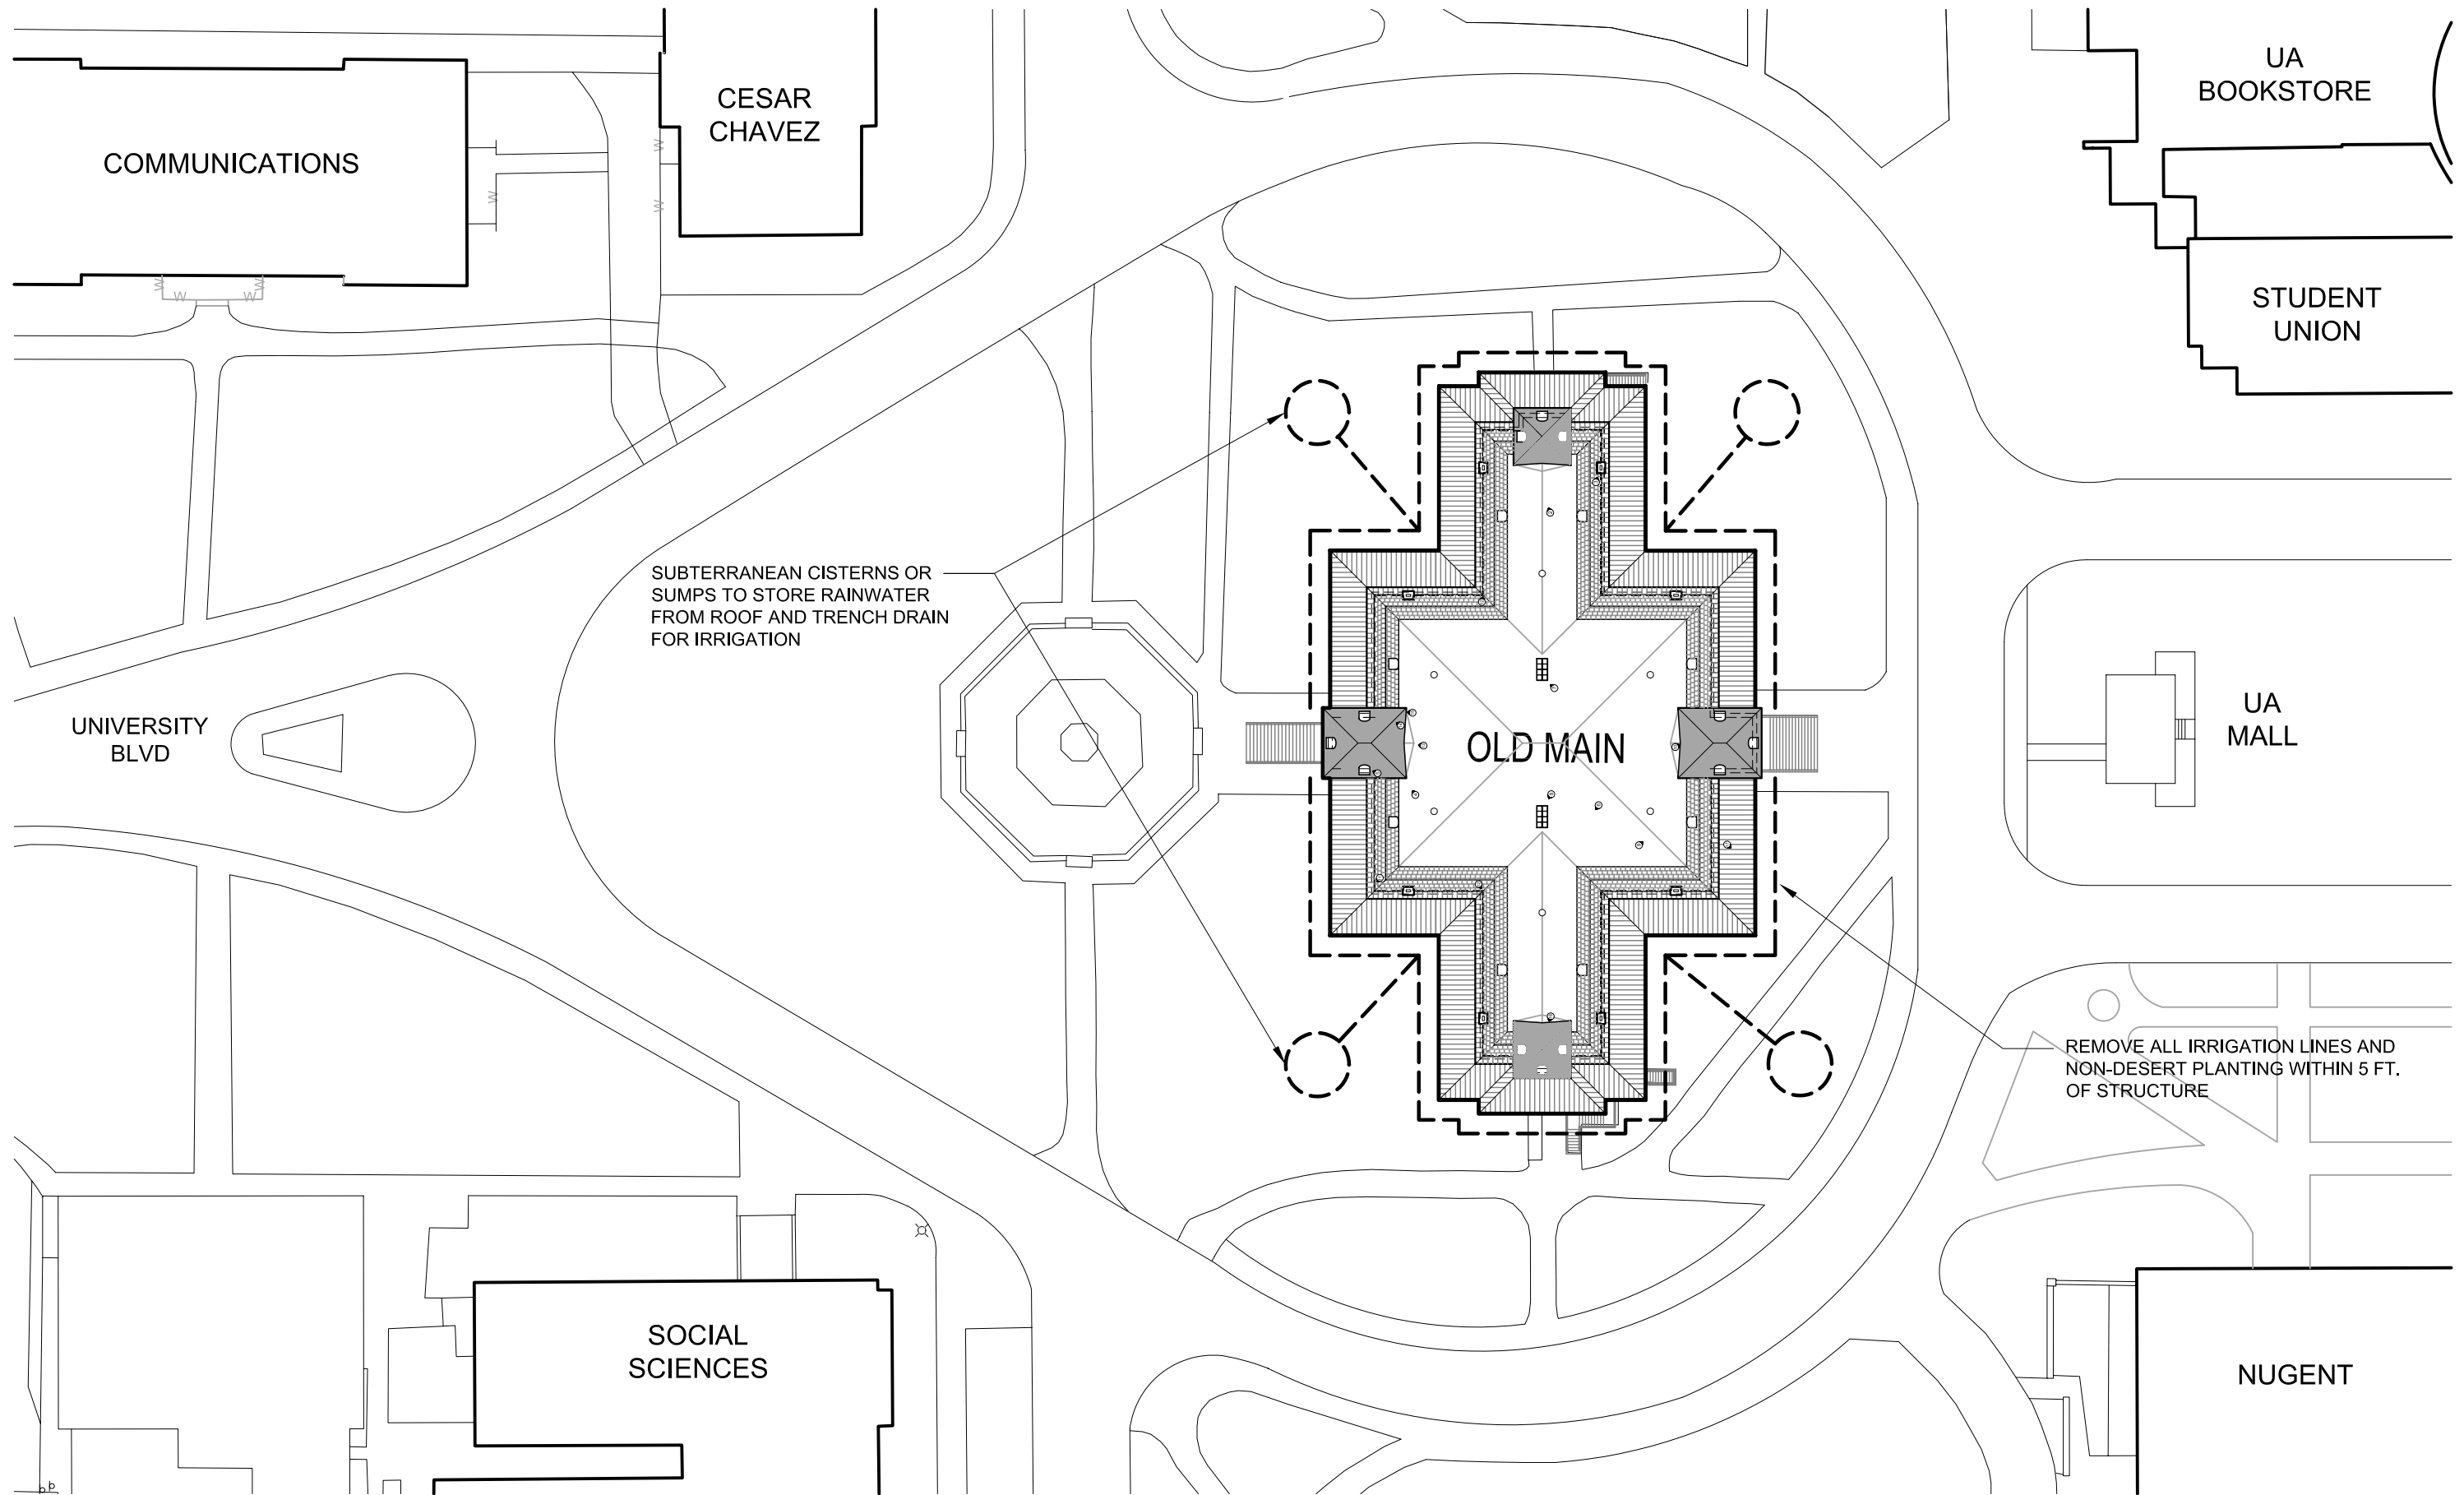 UA
BOOKSTORE
CESAR
CHAVEZ
COMMUNICATIONS
W
W
W
W
W
W
W
STUDENT
UNION
SUBTERRANEAN CISTERNS OR
SUMPS TO STORE RAINWATER
FROM ROOF AND TRENCH DRAIN
FOR IRRIGATION
UNIVERSITY
BLVD
OLD MAIN
UA
MALL
REMOVE ALL IRRIGATION LINES AND
NON-DESERT PLANTING WITHIN 5 FT.
OF STRUCTURE
SOCIAL
SCIENCES
NUGENT